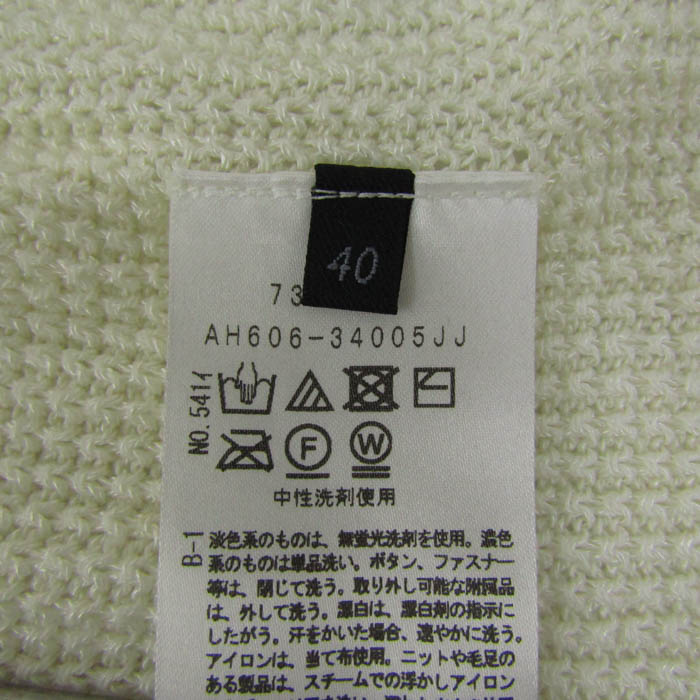 40
73
AH606-34005JJ
NO.541イ
F
W
中性洗剤使用
B-1
淡色系のものは、無蛍光洗剤を使用。濃色
系のものは単品洗い。ボタン、ファスナー
等は、閉じて洗う。取り外し可能な附属品
は、外して洗う。漂白は、漂白剤の指示に
したがう。汗をかいた場合、速やかに洗う。
アイロンは、当て布使用。ニットや毛足の
ある製品は、スチームでの浮かしアイロン